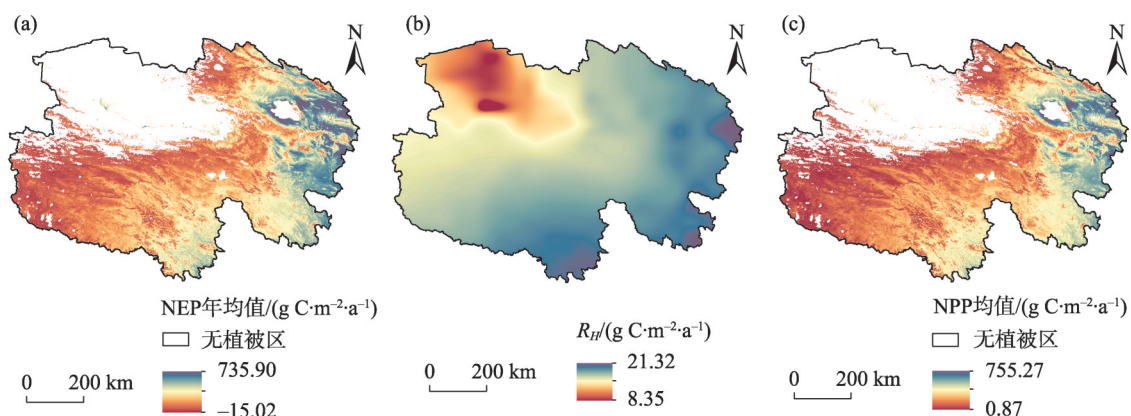 (a)
N
NEP年均值/(g C·m⁻²·a⁻¹)
无植被区
735.90
−15.02
0 200 km
(b)
N
R_H/(g C·m⁻²·a⁻¹)
21.32
8.35
0 200 km
(c)
N
NPP均值/(g C·m⁻²·a⁻¹)
无植被区
755.27
0.87
0 200 km